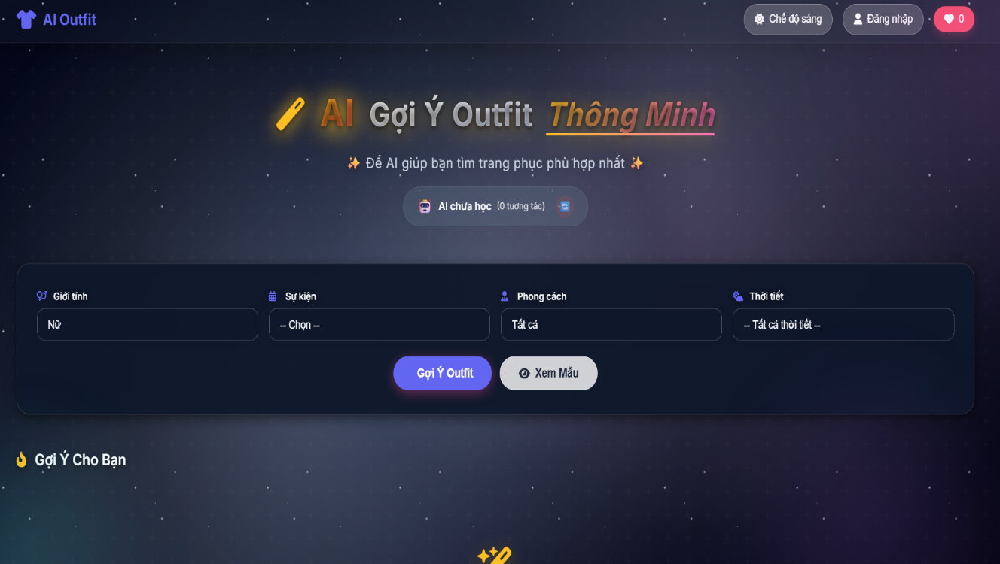 AI Outfit
Chế độ sáng
Đăng nhập
0
AI Gợi Ý Outfit Thông Minh
✨ Để AI giúp bạn tìm trang phục phù hợp nhất ✨
AI chưa học (0 tương tác)
Giới tính
Sự kiện
Phong cách
Thời tiết
Nữ
-- Chọn --
Tất cả
-- Tất cả thời tiết --
Gợi Ý Outfit
Xem Mẫu
Gợi Ý Cho Bạn